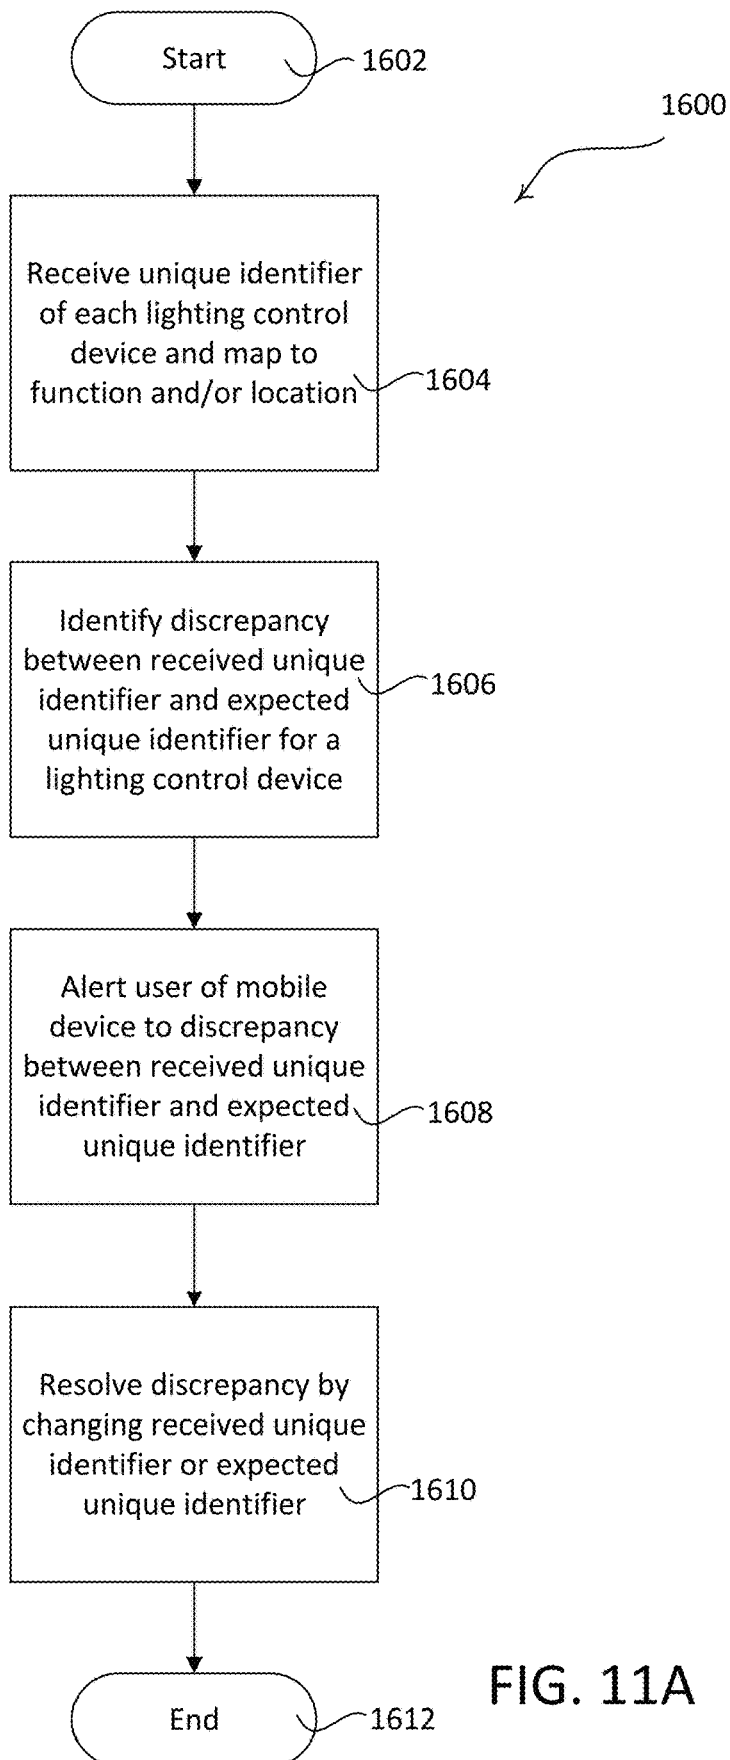 Start
1602
1600
Receive unique identifier
of each lighting control
device and map to
function and/or location
1604
Identify discrepancy
between received unique
identifier and expected
unique identifier for a
lighting control device
1606
Alert user of mobile
device to discrepancy
between received unique
identifier and expected
unique identifier
1608
Resolve discrepancy by
changing received unique
identifier or expected
unique identifier
1610
End
1612
FIG. 11A